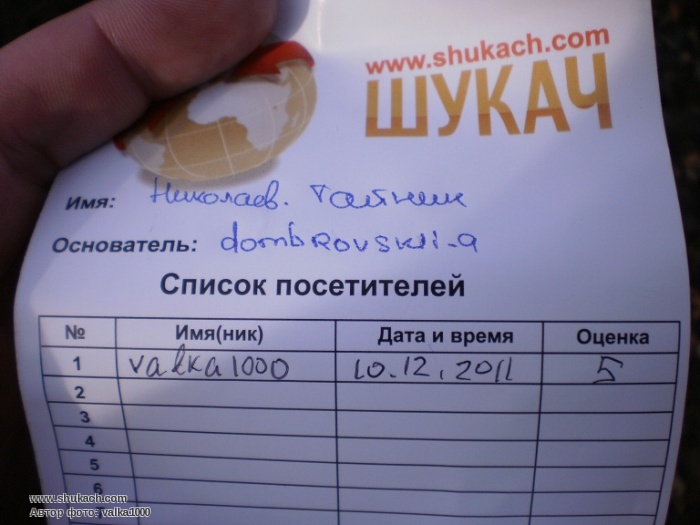 www.shukach.com
ШУКАЧ
Имя: Николаев. Тайник
Основатель: dombrovskii-a
Список посетителей
№ Имя(ник) Дата и время Оценка
1 valka1000 10.12.2011 5
2
3
4
5
6
www.shukach.com
Автор фото: valka1000